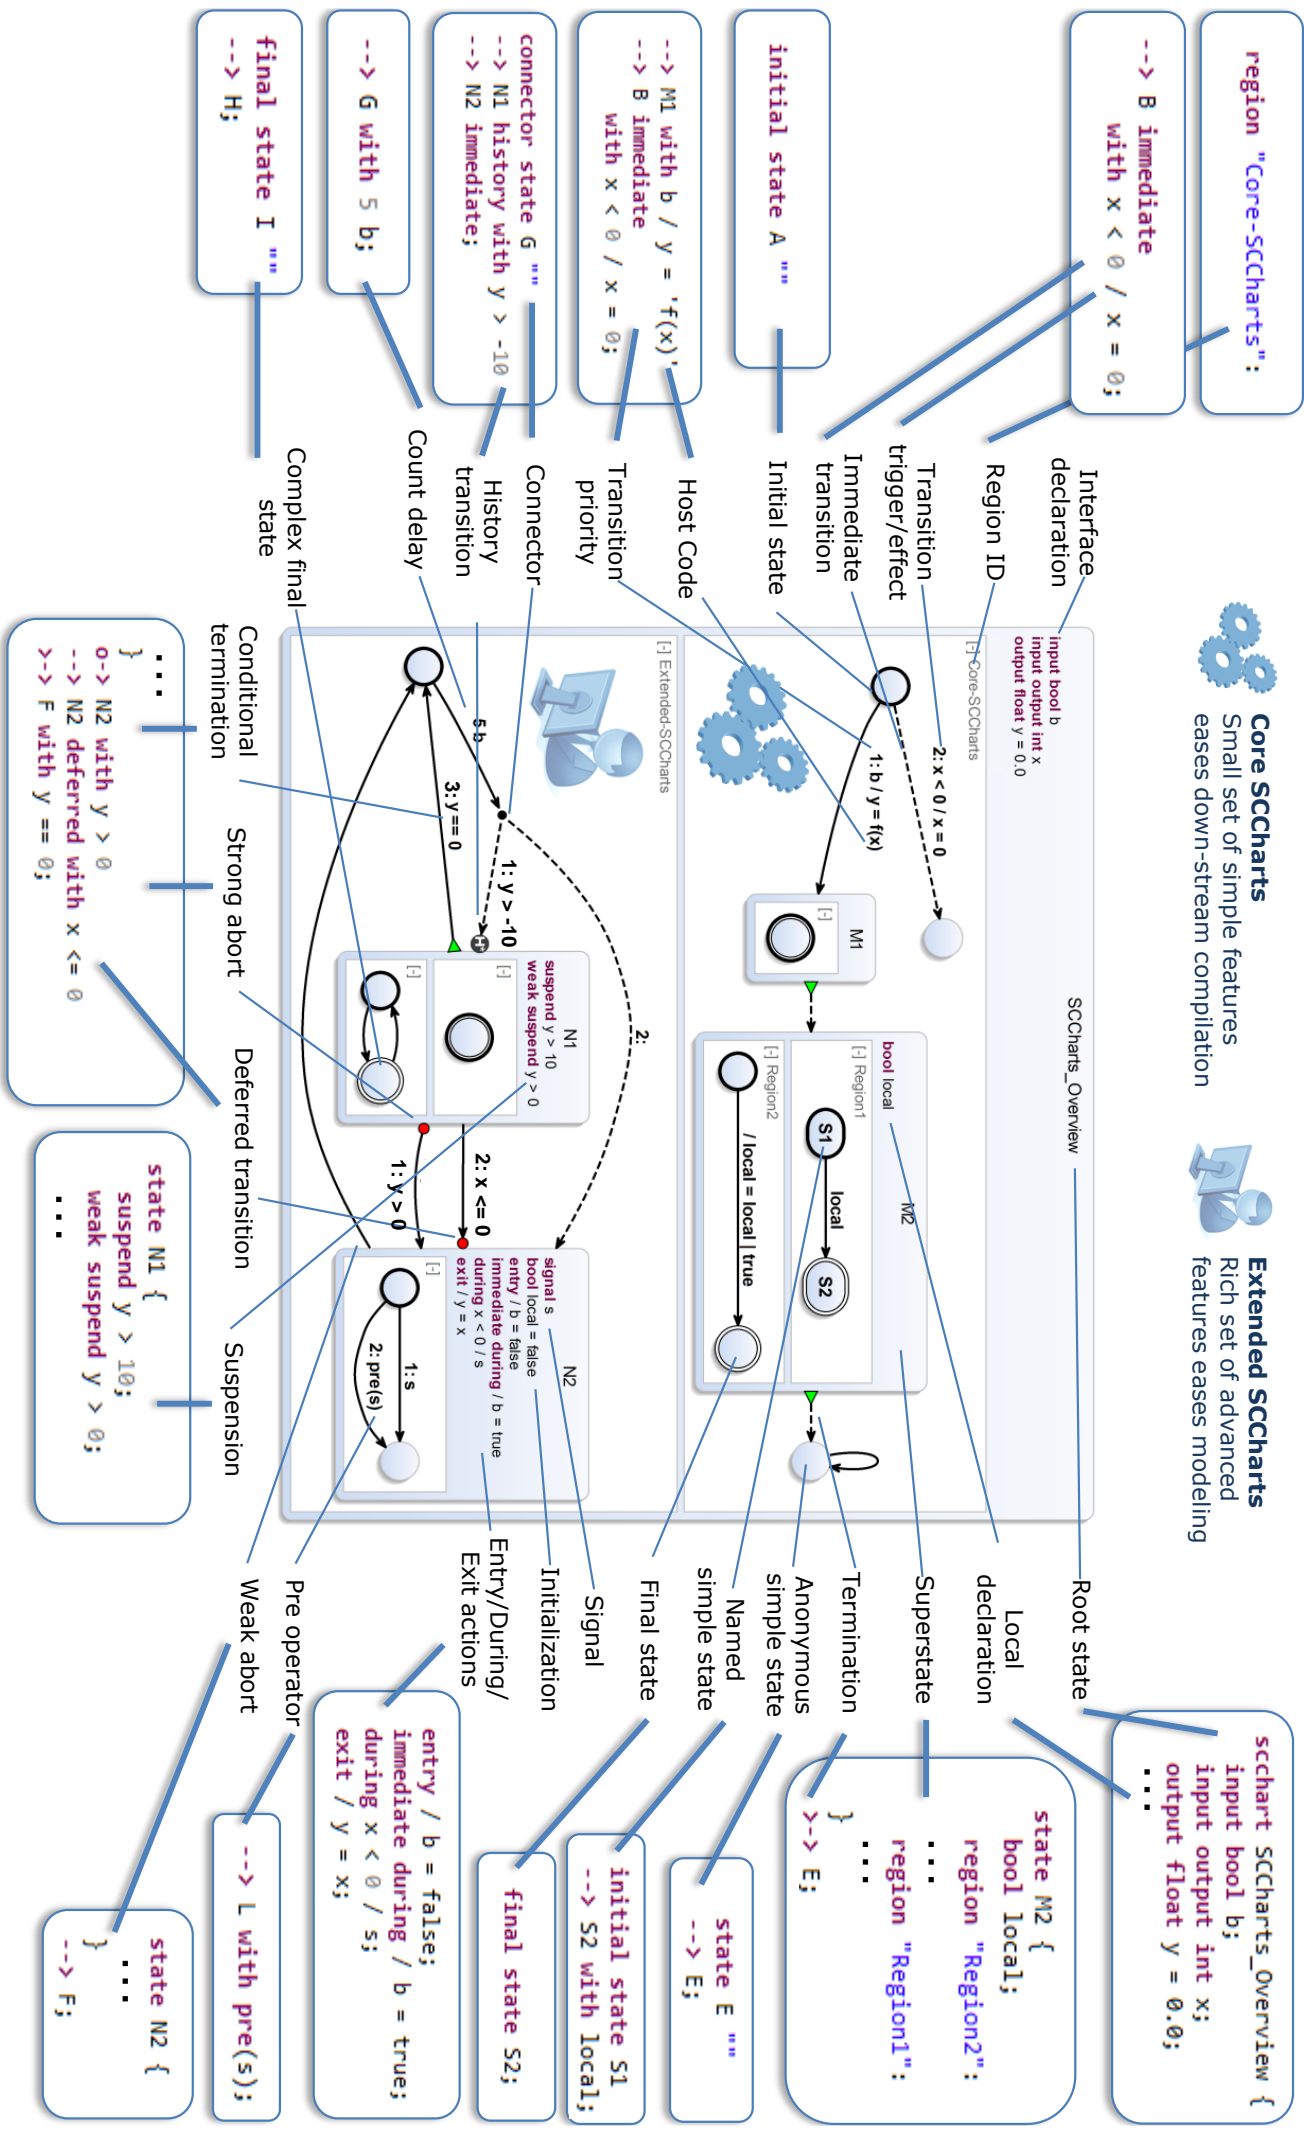 Core SCCharts
Small set of simple features
eases down-stream compilation
Extended SCCharts
Rich set of advanced
features eases modeling
region "Core-SCCharts":
--> B immediate
with x < 0 / x = 0;
initial state A ""
--> M1 with b / y = 'f(x)'
--> B immediate
with x < 0 / x = 0;
connector state G ""
--> N1 history with y > -10
--> N2 immediate;
--> G with 5 b;
final state I ""
--> H;
Interface
declaration
Region ID
Transition
trigger/effect
Immediate
transition
Initial state
Host Code
Transition
priority
Connector
History
transition
Count delay
Complex final
state
SCCharts_Overview
input bool b
input output int x
output float y = 0.0
[-] Core-SCCharts
2: x < 0 / x = 0
1: b / y = f(x)
M1
[-]
M2
bool local
[-] Region1
S1
local
S2
[-] Region2
/ local = local | true
[-] Extended-SCCharts
5 b
3: y == 0
1: y > -10
H*
2:
N1
suspend y > 10
weak suspend y > 0
[-]
[-]
2: x <= 0
1: y > 0
N2
signal s
bool local = false
entry / b = false
immediate during / b = true
during x < 0 / s
exit / y = x
[-]
1: s
2: pre(s)
Root state
Local
declaration
Superstate
Termination
Anonymous
simple state
Named
simple state
Final state
Signal
Initialization
Entry/During/
Exit actions
Pre operator
Weak abort
scchart SCCharts_Overview {
input bool b;
input output int x;
output float y = 0.0;
...
state M2 {
bool local;
region "Region2":
...
region "Region1":
...
}
>-> E;
state E ""
--> E;
initial state S1
--> S2 with local;
final state S2;
entry / b = false;
immediate during / b = true;
during x < 0 / s;
exit / y = x;
--> L with pre(s);
state N2 {
...
}
--> F;
Conditional
termination
Strong abort
Deferred transition
Suspension
...
}
o-> N2 with y > 0
--> N2 deferred with x <= 0
>-> F with y == 0;
state N1 {
suspend y > 10;
weak suspend y > 0;
...